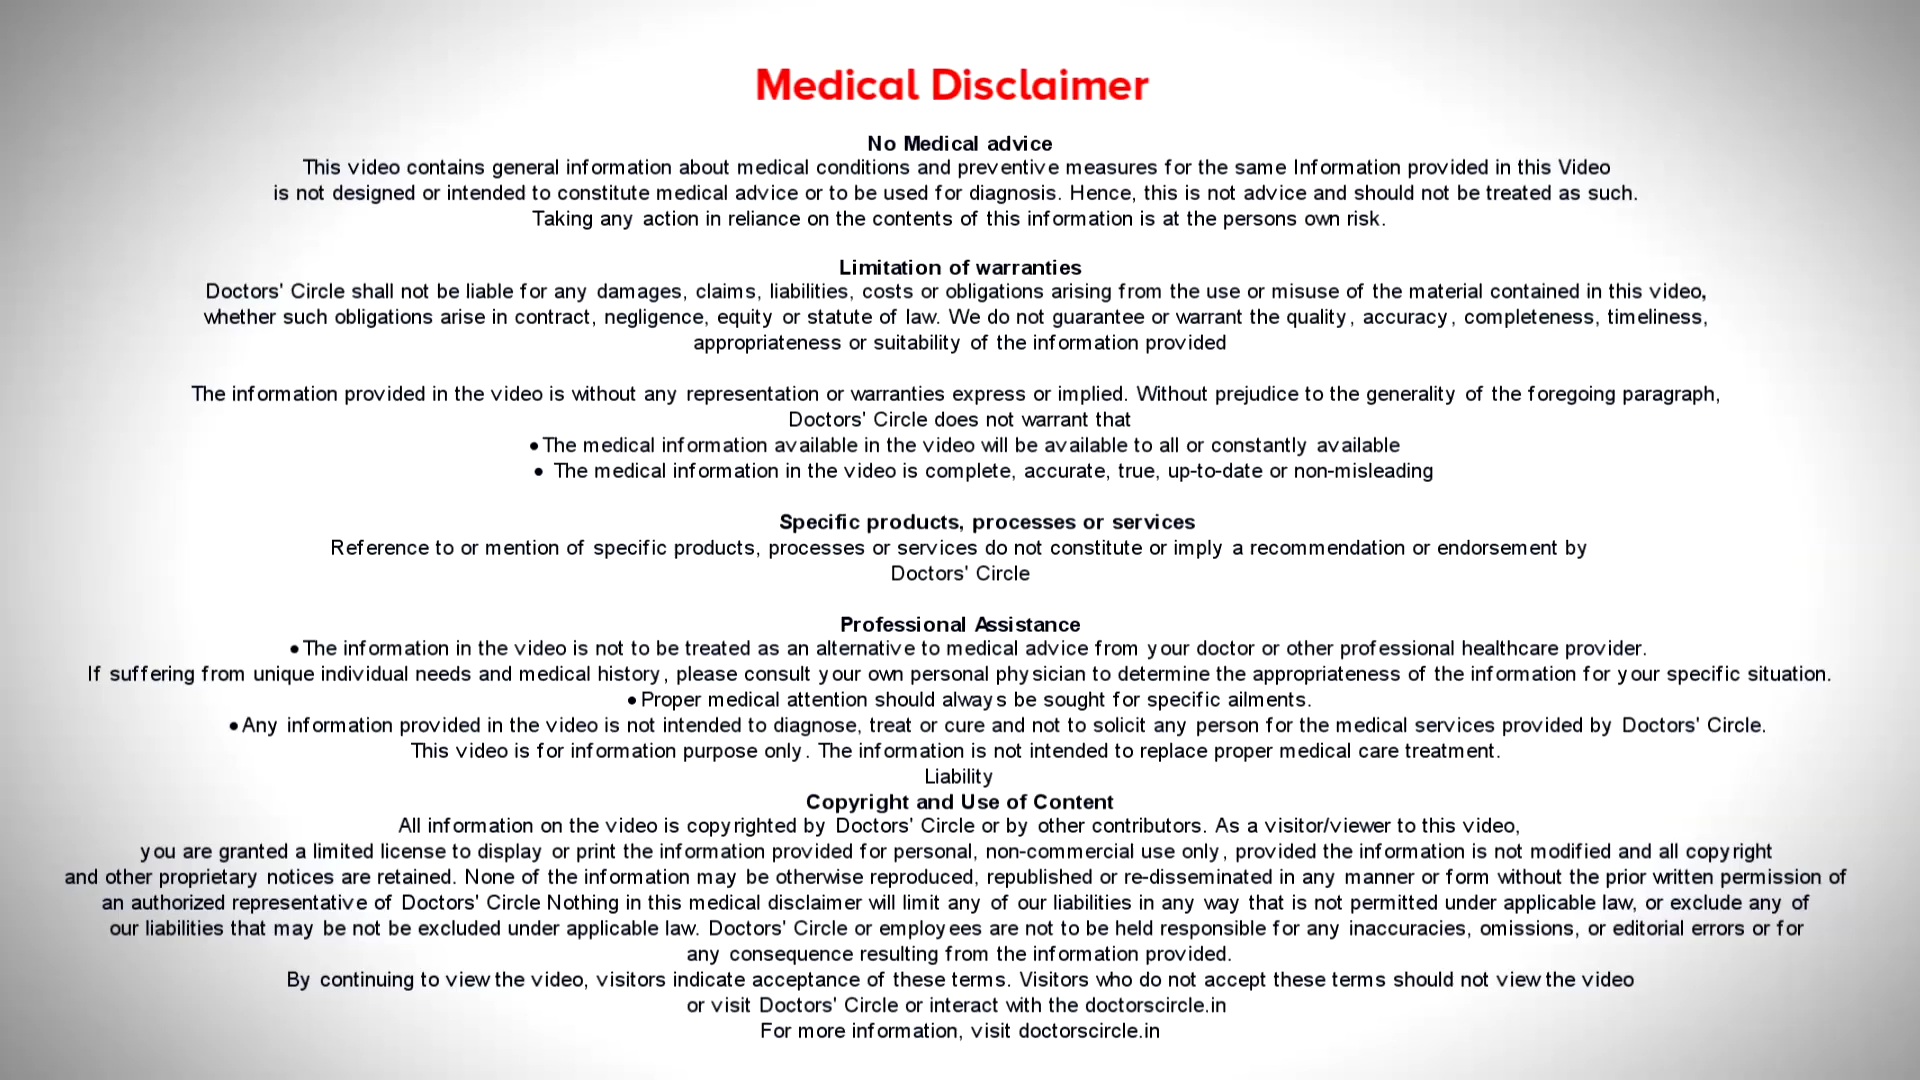 Medical Disclaimer
No Medical advice
This video contains general information about medical conditions and preventive measures for the same Information provided in this Video
is not designed or intended to constitute medical advice or to be used for diagnosis. Hence, this is not advice and should not be treated as such.
Taking any action in reliance on the contents of this information is at the persons own risk.
Limitation of warranties
Doctors' Circle shall not be liable for any damages, claims, liabilities, costs or obligations arising from the use or misuse of the material contained in this video,
whether such obligations arise in contract, negligence, equity or statute of law. We do not guarantee or warrant the quality, accuracy, completeness, timeliness,
appropriateness or suitability of the information provided
The information provided in the video is without any representation or warranties express or implied. Without prejudice to the generality of the foregoing paragraph,
Doctors' Circle does not warrant that
• The medical information available in the video will be available to all or constantly available
• The medical information in the video is complete, accurate, true, up-to-date or non-misleading
Specific products, processes or services
Reference to or mention of specific products, processes or services do not constitute or imply a recommendation or endorsement by
Doctors' Circle
Professional Assistance
• The information in the video is not to be treated as an alternative to medical advice from your doctor or other professional healthcare provider.
If suffering from unique individual needs and medical history, please consult your own personal physician to determine the appropriateness of the information for your specific situation.
• Proper medical attention should always be sought for specific ailments.
• Any information provided in the video is not intended to diagnose, treat or cure and not to solicit any person for the medical services provided by Doctors' Circle.
This video is for information purpose only. The information is not intended to replace proper medical care treatment.
Liability
Copyright and Use of Content
All information on the video is copyrighted by Doctors' Circle or by other contributors. As a visitor/viewer to this video,
you are granted a limited license to display or print the information provided for personal, non-commercial use only, provided the information is not modified and all copyright
and other proprietary notices are retained. None of the information may be otherwise reproduced, republished or re-disseminated in any manner or form without the prior written permission of
an authorized representative of Doctors' Circle Nothing in this medical disclaimer will limit any of our liabilities in any way that is not permitted under applicable law, or exclude any of
our liabilities that may be not be excluded under applicable law. Doctors' Circle or employees are not to be held responsible for any inaccuracies, omissions, or editorial errors or for
any consequence resulting from the information provided.
By continuing to view the video, visitors indicate acceptance of these terms. Visitors who do not accept these terms should not view the video
or visit Doctors' Circle or interact with the doctorscircle.in
For more information, visit doctorscircle.in